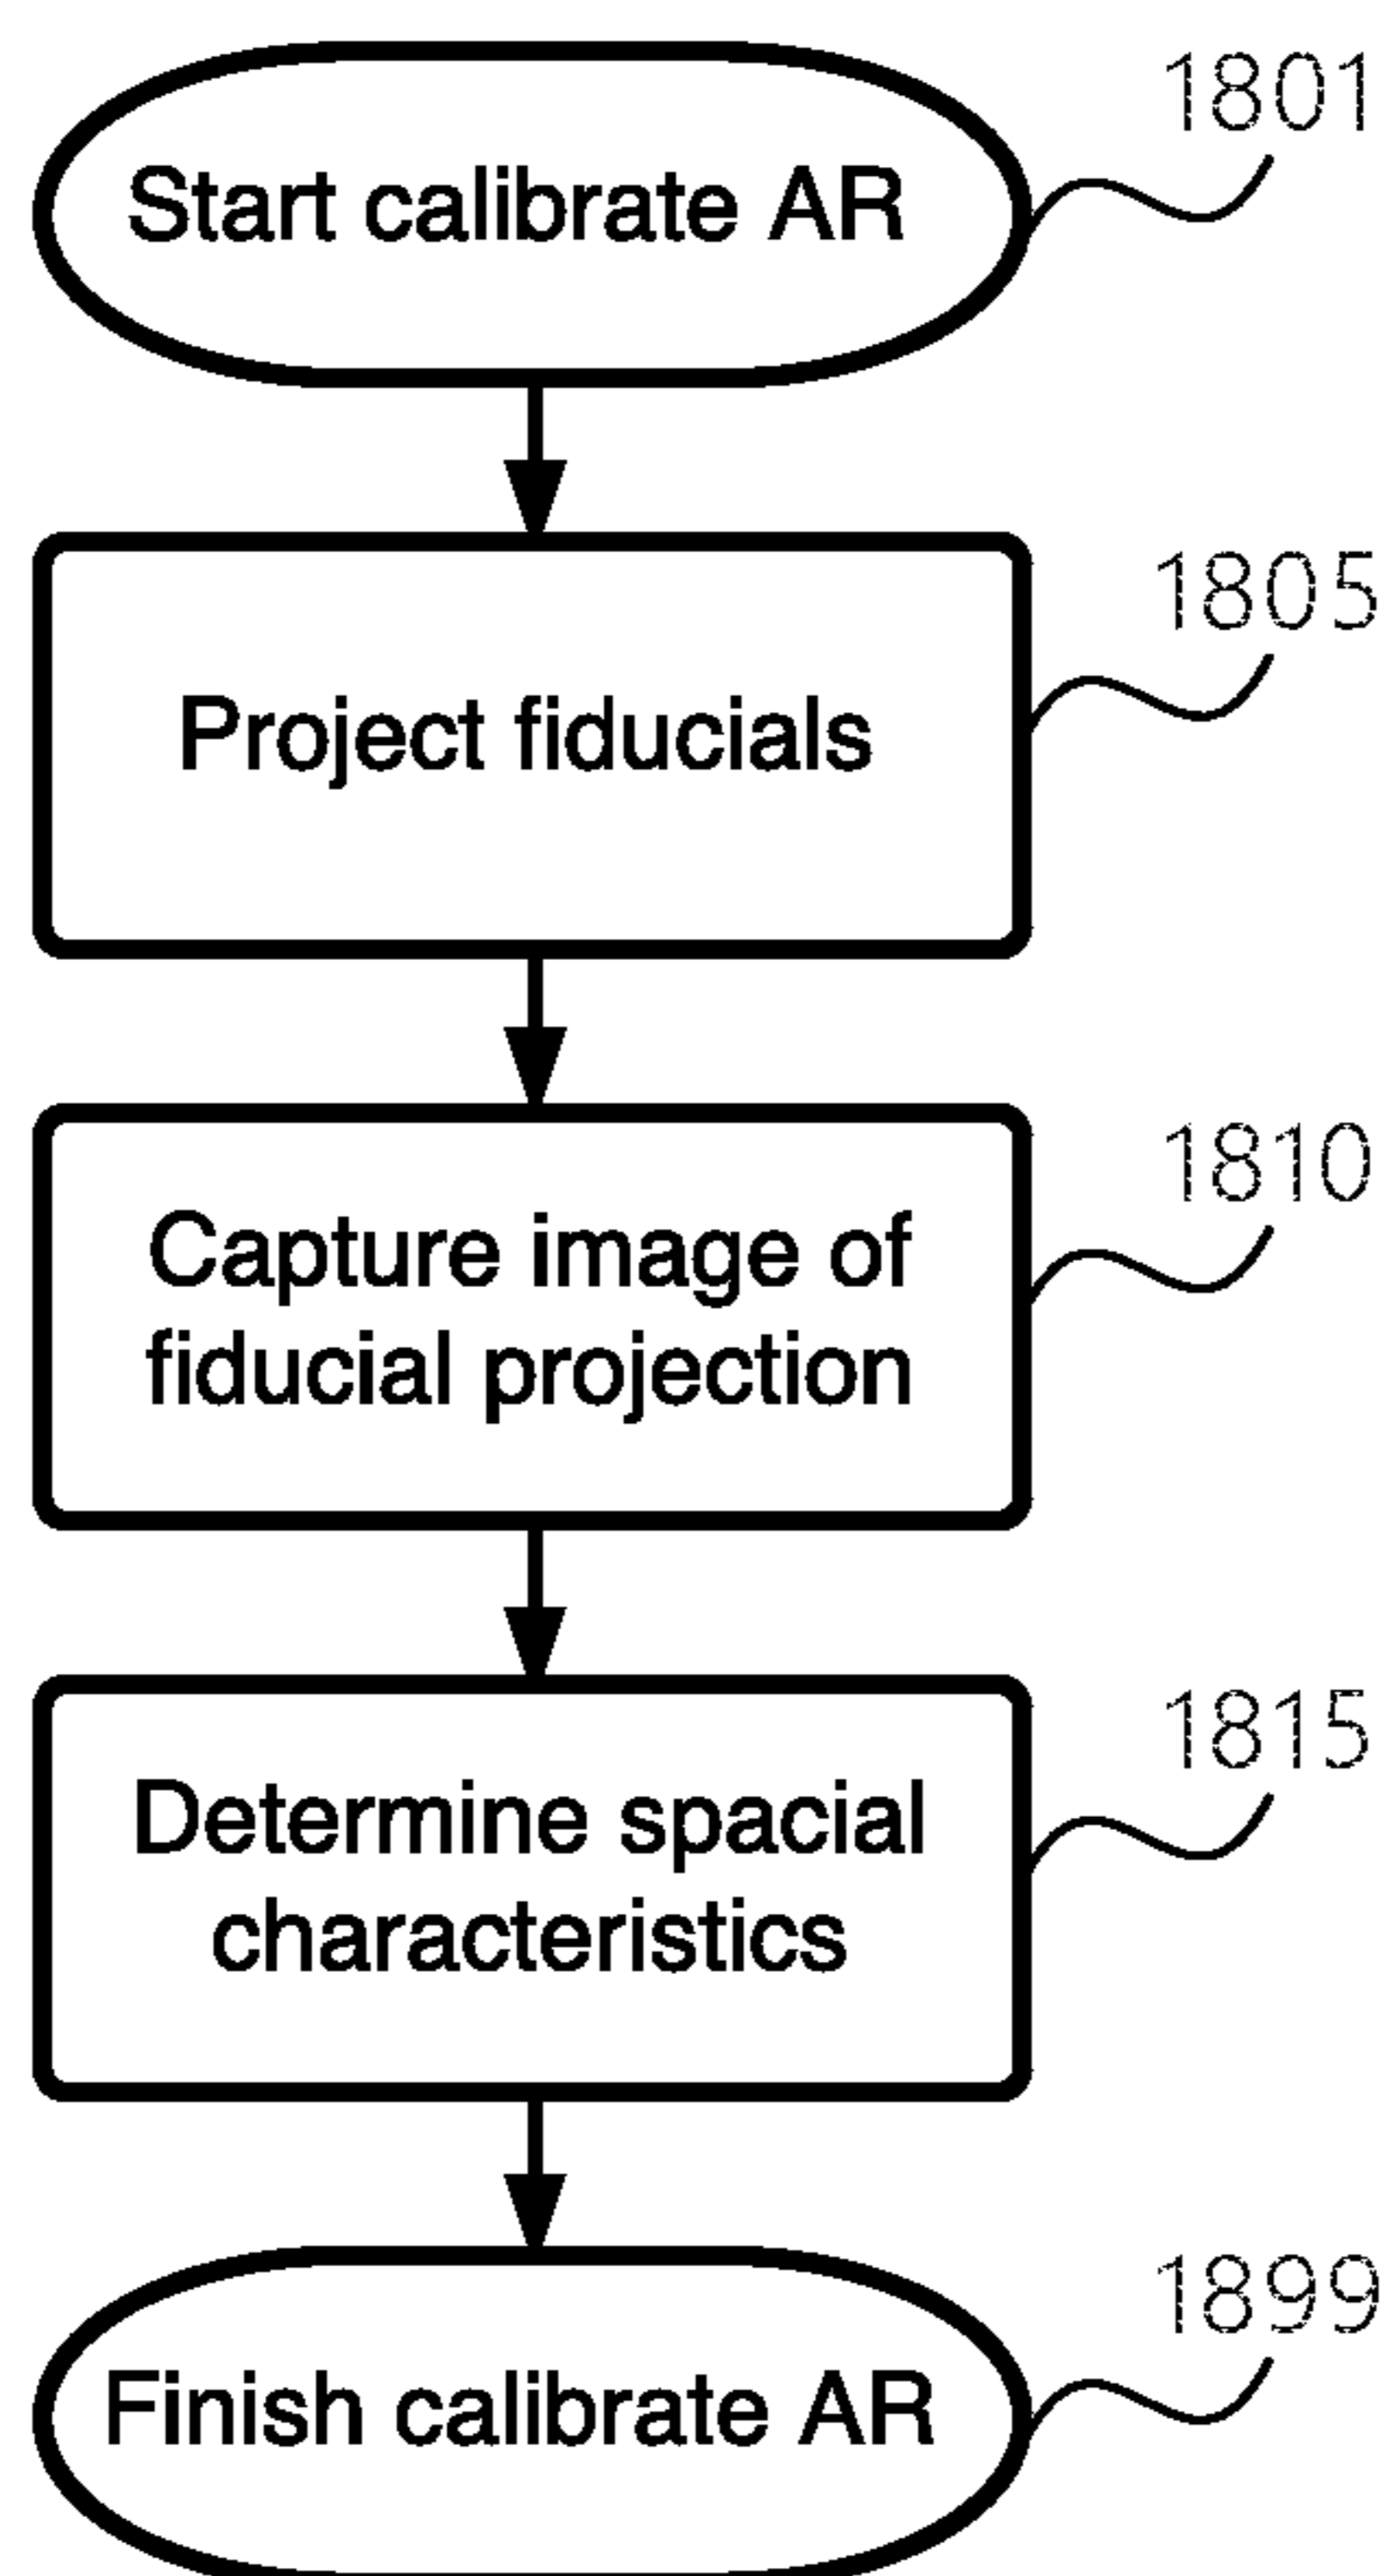 Start calibrate AR
1801
Project fiducials
1805
Capture image of
fiducial projection
1810
Determine spacial
characteristics
1815
Finish calibrate AR
1899